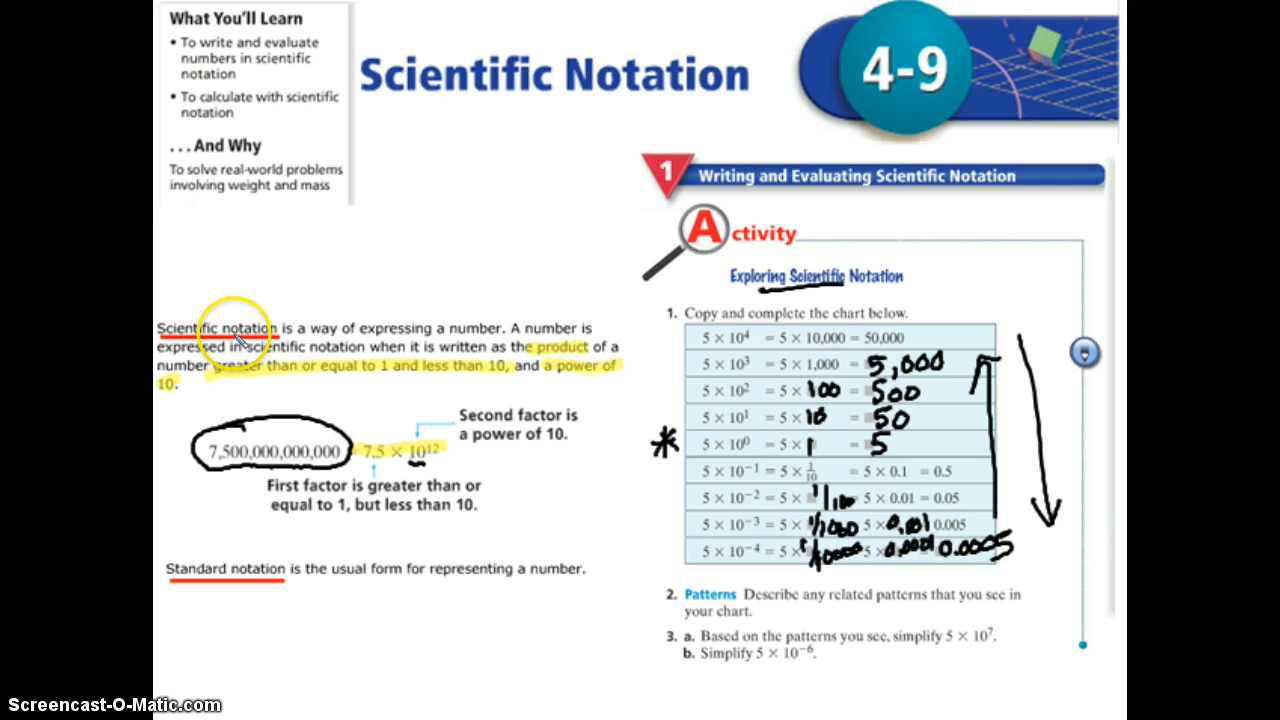 What You'll Learn
• To write and evaluate
numbers in scientific
notation
• To calculate with scientific
notation
. . . And Why
To solve real-world problems
involving weight and mass
Scientific Notation
4-9
1 Writing and Evaluating Scientific Notation
Activity
Exploring Scientific Notation
1. Copy and complete the chart below.
5 × 10⁴ = 5 × 10,000 = 50,000
5 × 10³ = 5 × 1,000 = 5,000
5 × 10² = 5 × 100 = 500
5 × 10¹ = 5 × 10 = 50
* 5 × 10⁰ = 5 × 1 = 5
5 × 10⁻¹ = 5 × 1/10 = 5 × 0.1 = 0.5
5 × 10⁻² = 5 × 1/100 = 5 × 0.01 = 0.05
5 × 10⁻³ = 5 × 1/1000 5 × 0.001 0.005
5 × 10⁻⁴ = 5 × 1/10000 5 × 0.0001 0.0005
2. Patterns Describe any related patterns that you see in
your chart.
3. a. Based on the patterns you see, simplify 5 × 10⁷.
b. Simplify 5 × 10⁻⁶.
Scientific notation is a way of expressing a number. A number is
expressed in scientific notation when it is written as the product of a
number greater than or equal to 1 and less than 10, and a power of
10.
Second factor is
a power of 10.
7,500,000,000,000 = 7.5 × 10¹²
First factor is greater than or
equal to 1, but less than 10.
Standard notation is the usual form for representing a number.
Screencast-O-Matic.com